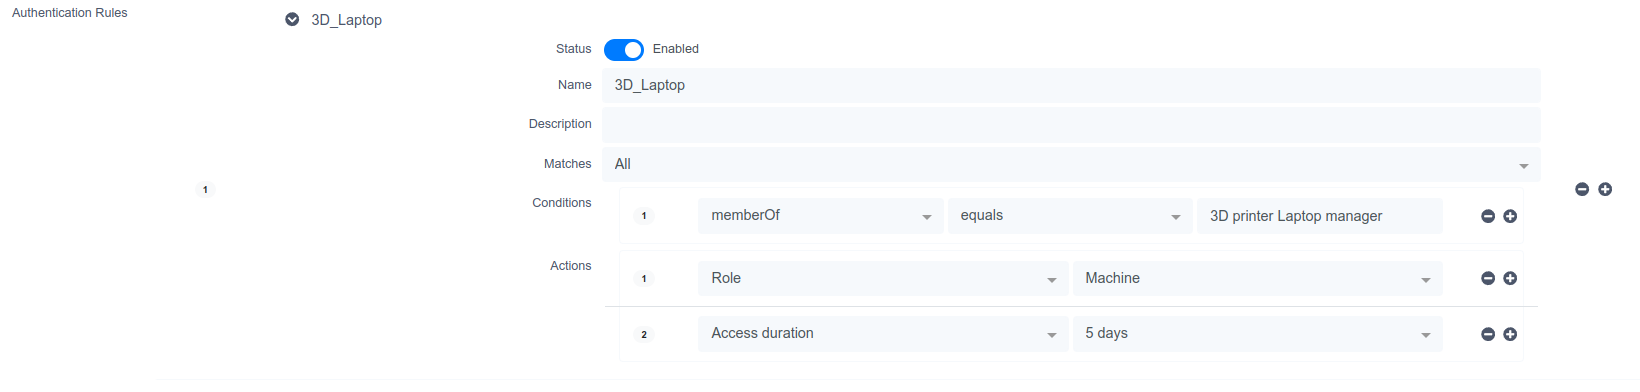 Authentication Rules
3D_Laptop
Status Enabled
Name 3D_Laptop
Description
Matches All
1
Conditions
1 memberOf equals 3D printer Laptop manager
Actions
1 Role Machine
2 Access duration 5 days